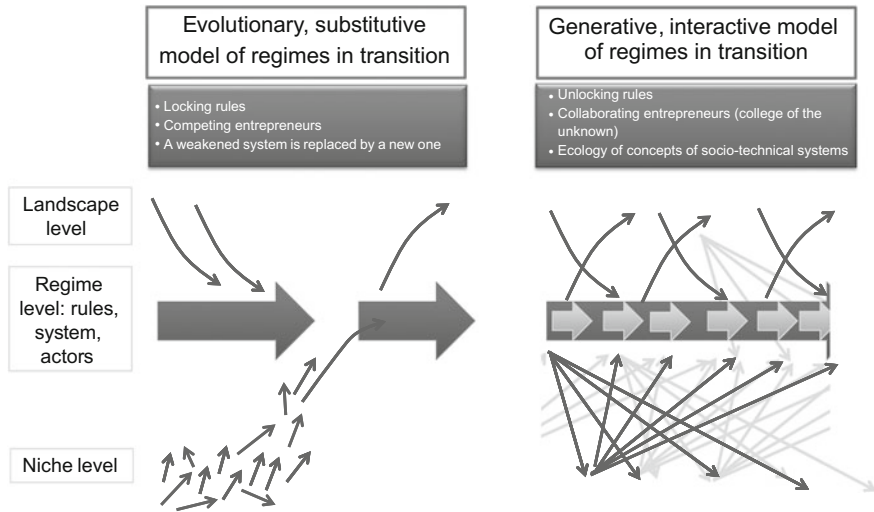 Evolutionary, substitutive
model of regimes in transition
• Locking rules
• Competing entrepreneurs
• A weakened system is replaced by a new one
Generative, interactive model
of regimes in transition
• Unlocking rules
• Collaborating entrepreneurs (college of the
unknown)
• Ecology of concepts of socio-technical systems
Landscape
level
Regime
level: rules,
system,
actors
Niche level